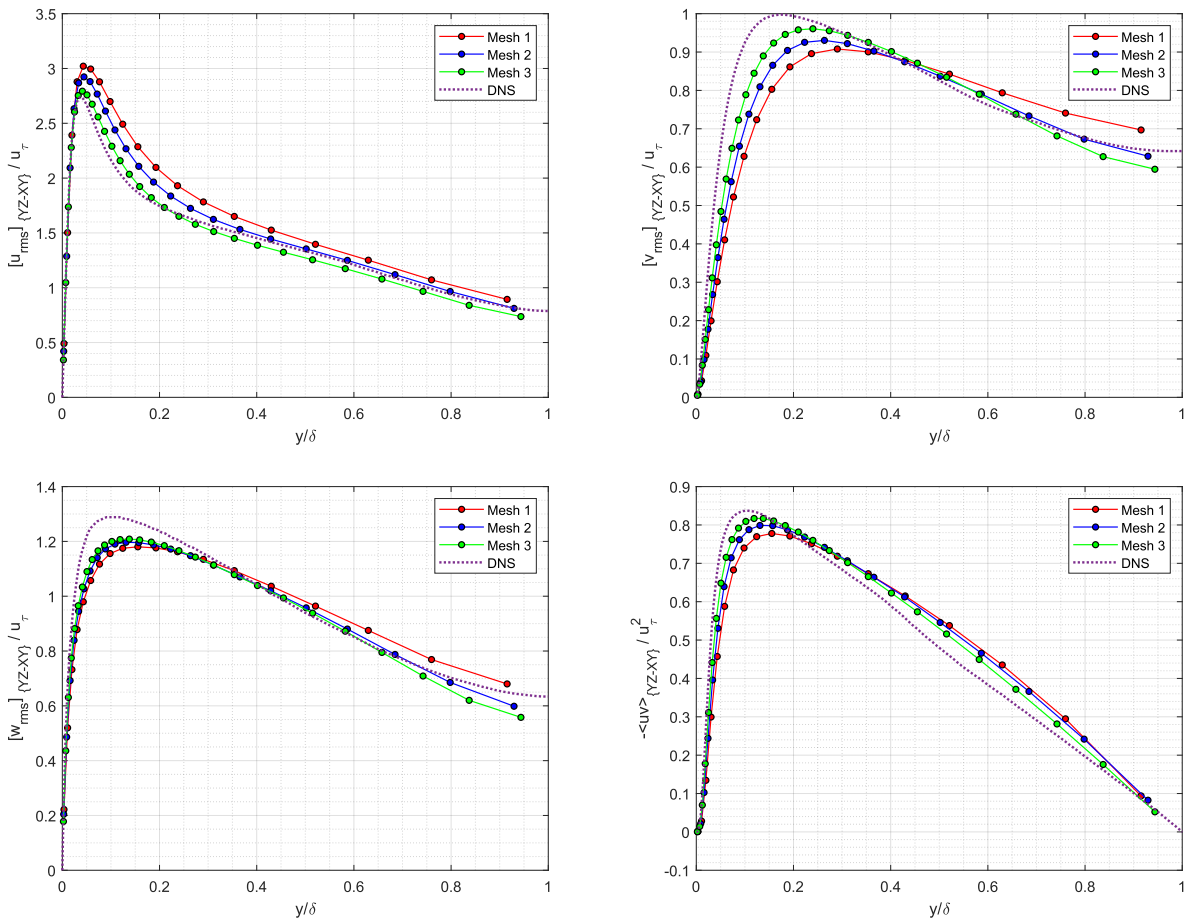 3.5
3
2.5
2
1.5
1
0.5
0
[u_rms]_{YZ-XY} / u_τ
0 0.2 0.4 0.6 0.8 1
y/δ
Mesh 1
Mesh 2
Mesh 3
DNS
1
0.9
0.8
0.7
0.6
0.5
0.4
0.3
0.2
0.1
0
[v_rms]_{YZ-XY} / u_τ
0 0.2 0.4 0.6 0.8 1
y/δ
Mesh 1
Mesh 2
Mesh 3
DNS
1.4
1.2
1
0.8
0.6
0.4
0.2
0
[w_rms]_{YZ-XY} / u_τ
0 0.2 0.4 0.6 0.8 1
y/δ
Mesh 1
Mesh 2
Mesh 3
DNS
0.9
0.8
0.7
0.6
0.5
0.4
0.3
0.2
0.1
0
-0.1
-<uv>_{YZ-XY} / u_τ^2
0 0.2 0.4 0.6 0.8 1
y/δ
Mesh 1
Mesh 2
Mesh 3
DNS